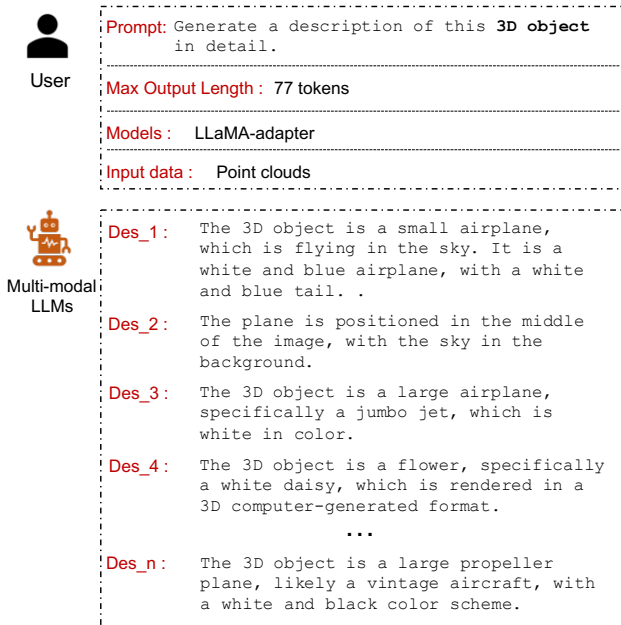 User
Prompt: Generate a description of this 3D object
in detail.
Max Output Length : 77 tokens
Models : LLaMA-adapter
Input data : Point clouds
Multi-modal
LLMs
Des_1 : The 3D object is a small airplane,
which is flying in the sky. It is a
white and blue airplane, with a white
and blue tail. .
Des_2 : The plane is positioned in the middle
of the image, with the sky in the
background.
Des_3 : The 3D object is a large airplane,
specifically a jumbo jet, which is
white in color.
Des_4 : The 3D object is a flower, specifically
a white daisy, which is rendered in a
3D computer-generated format.
...
Des_n : The 3D object is a large propeller
plane, likely a vintage aircraft, with
a white and black color scheme.